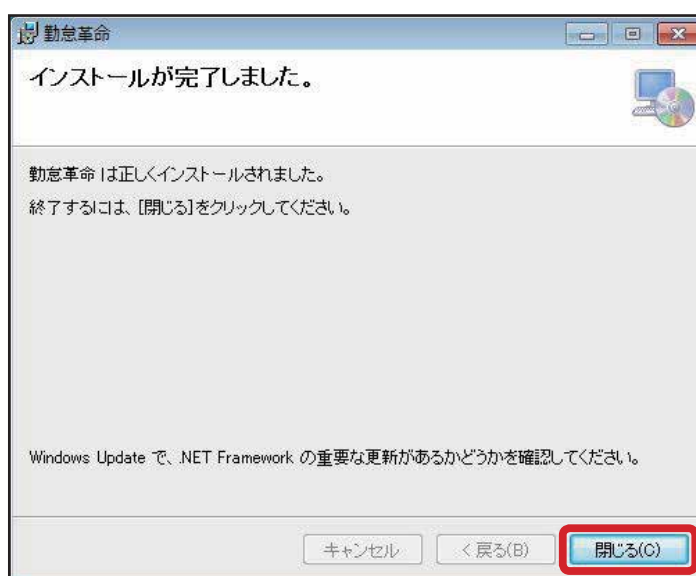 勤怠革命
インストールが完了しました。
勤怠革命 は正しくインストールされました。
終了するには、[閉じる]をクリックしてください。
Windows Update で、.NET Framework の重要な更新があるかどうかを確認してください。
キャンセル
< 戻る(B)
閉じる(C)